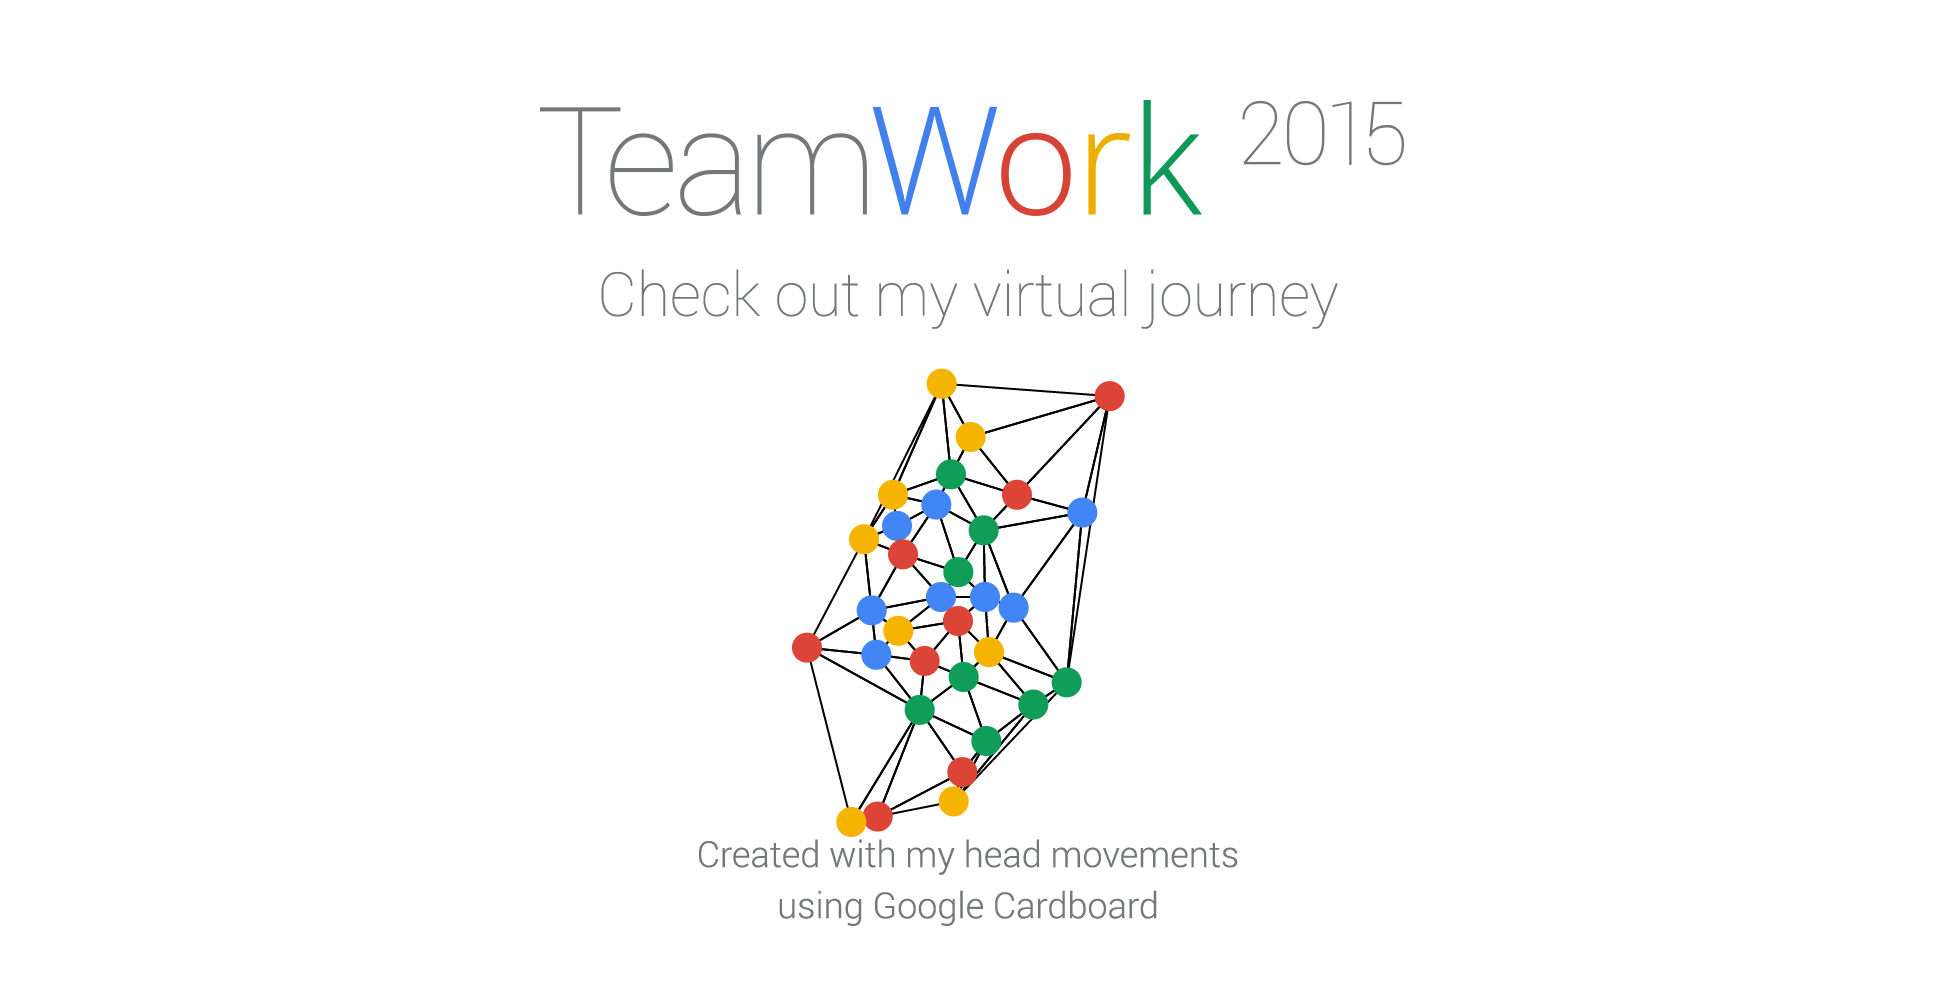 TeamWork 2015
Check out my virtual journey
Created with my head movements
using Google Cardboard